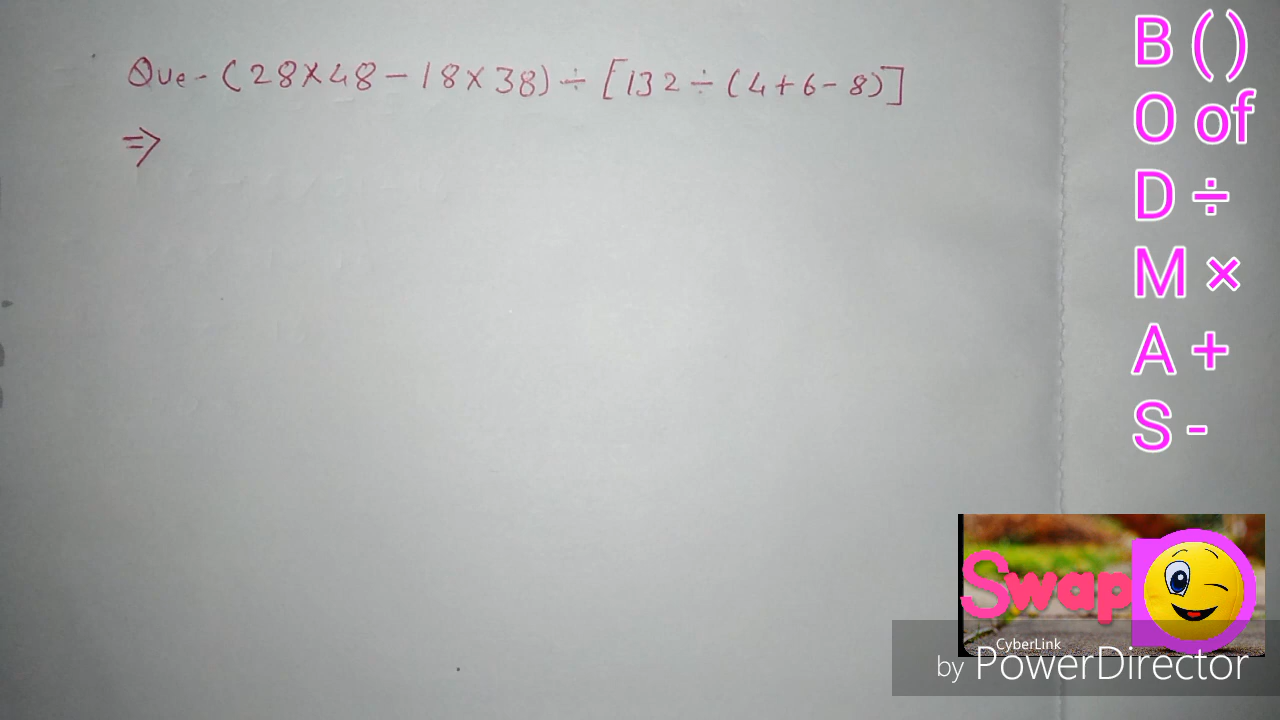 Que - (28×48 - 18×38) ÷ [132 ÷ (4+6-8)]
⇒
B ()
O of
D ÷
M ×
A +
S -
Swap
CyberLink
by PowerDirector